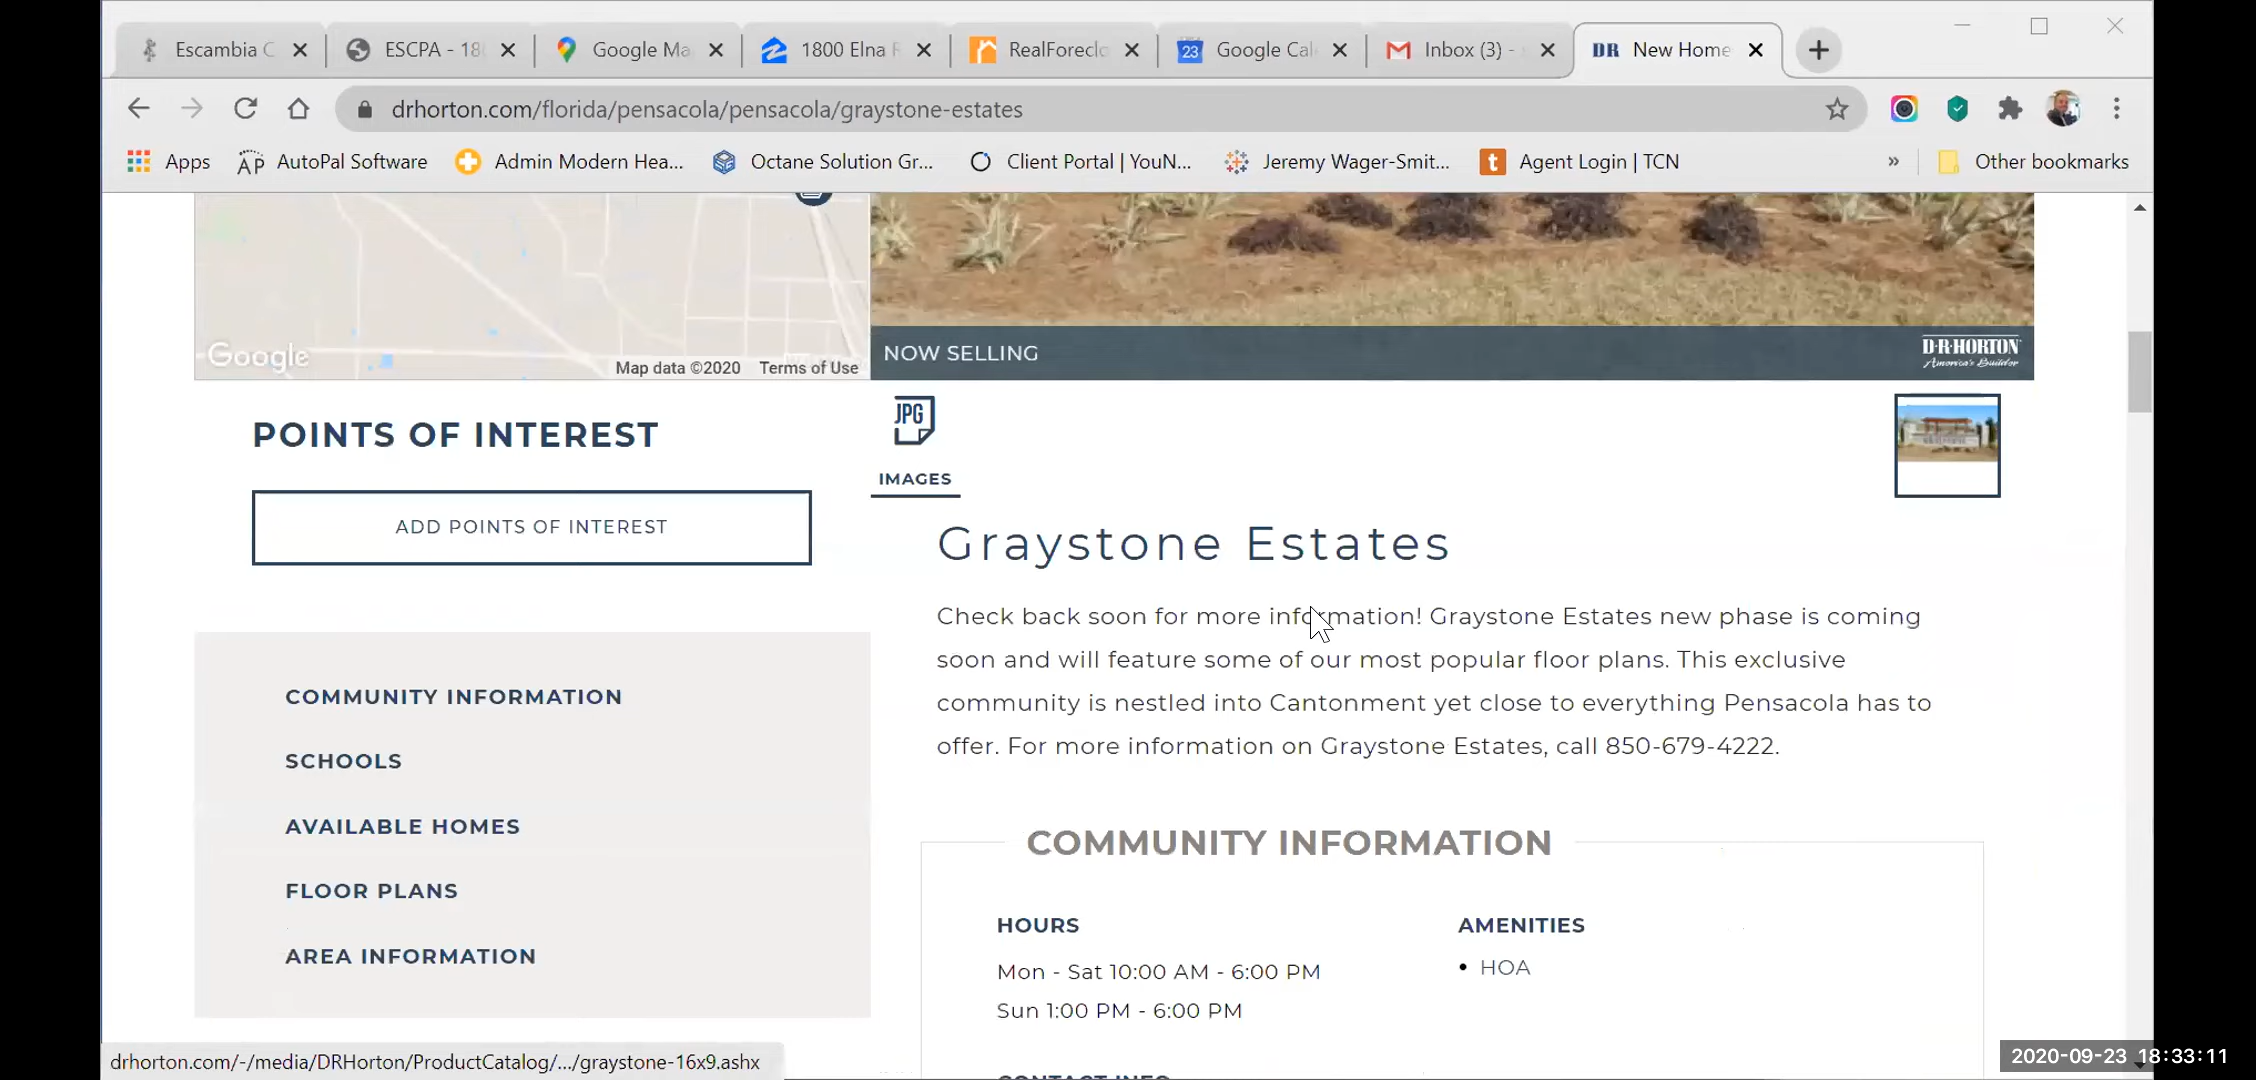 Escambia C
ESCPA - 18
Google Ma
1800 Elna R
RealForeclo
23
Google Cal
Inbox (3) -
DR New Home
drhorton.com/florida/pensacola/pensacola/graystone-estates
Apps
AP AutoPal Software
Admin Modern Hea...
Octane Solution Gr...
Client Portal | YouN...
Jeremy Wager-Smit...
t Agent Login | TCN
»
Other bookmarks
Google
Map data ©2020 Terms of Use
NOW SELLING
D·R·HORTON
America's Builder
POINTS OF INTEREST
ADD POINTS OF INTEREST
COMMUNITY INFORMATION
SCHOOLS
AVAILABLE HOMES
FLOOR PLANS
AREA INFORMATION
JPG
IMAGES
Graystone Estates
Check back soon for more information! Graystone Estates new phase is coming
soon and will feature some of our most popular floor plans. This exclusive
community is nestled into Cantonment yet close to everything Pensacola has to
offer. For more information on Graystone Estates, call 850-679-4222.
COMMUNITY INFORMATION
HOURS
Mon - Sat 10:00 AM - 6:00 PM
Sun 1:00 PM - 6:00 PM
AMENITIES
• HOA
CONTACT INFO
drhorton.com/-/media/DRHorton/ProductCatalog/.../graystone-16x9.ashx
2020-09-23 18:33:11